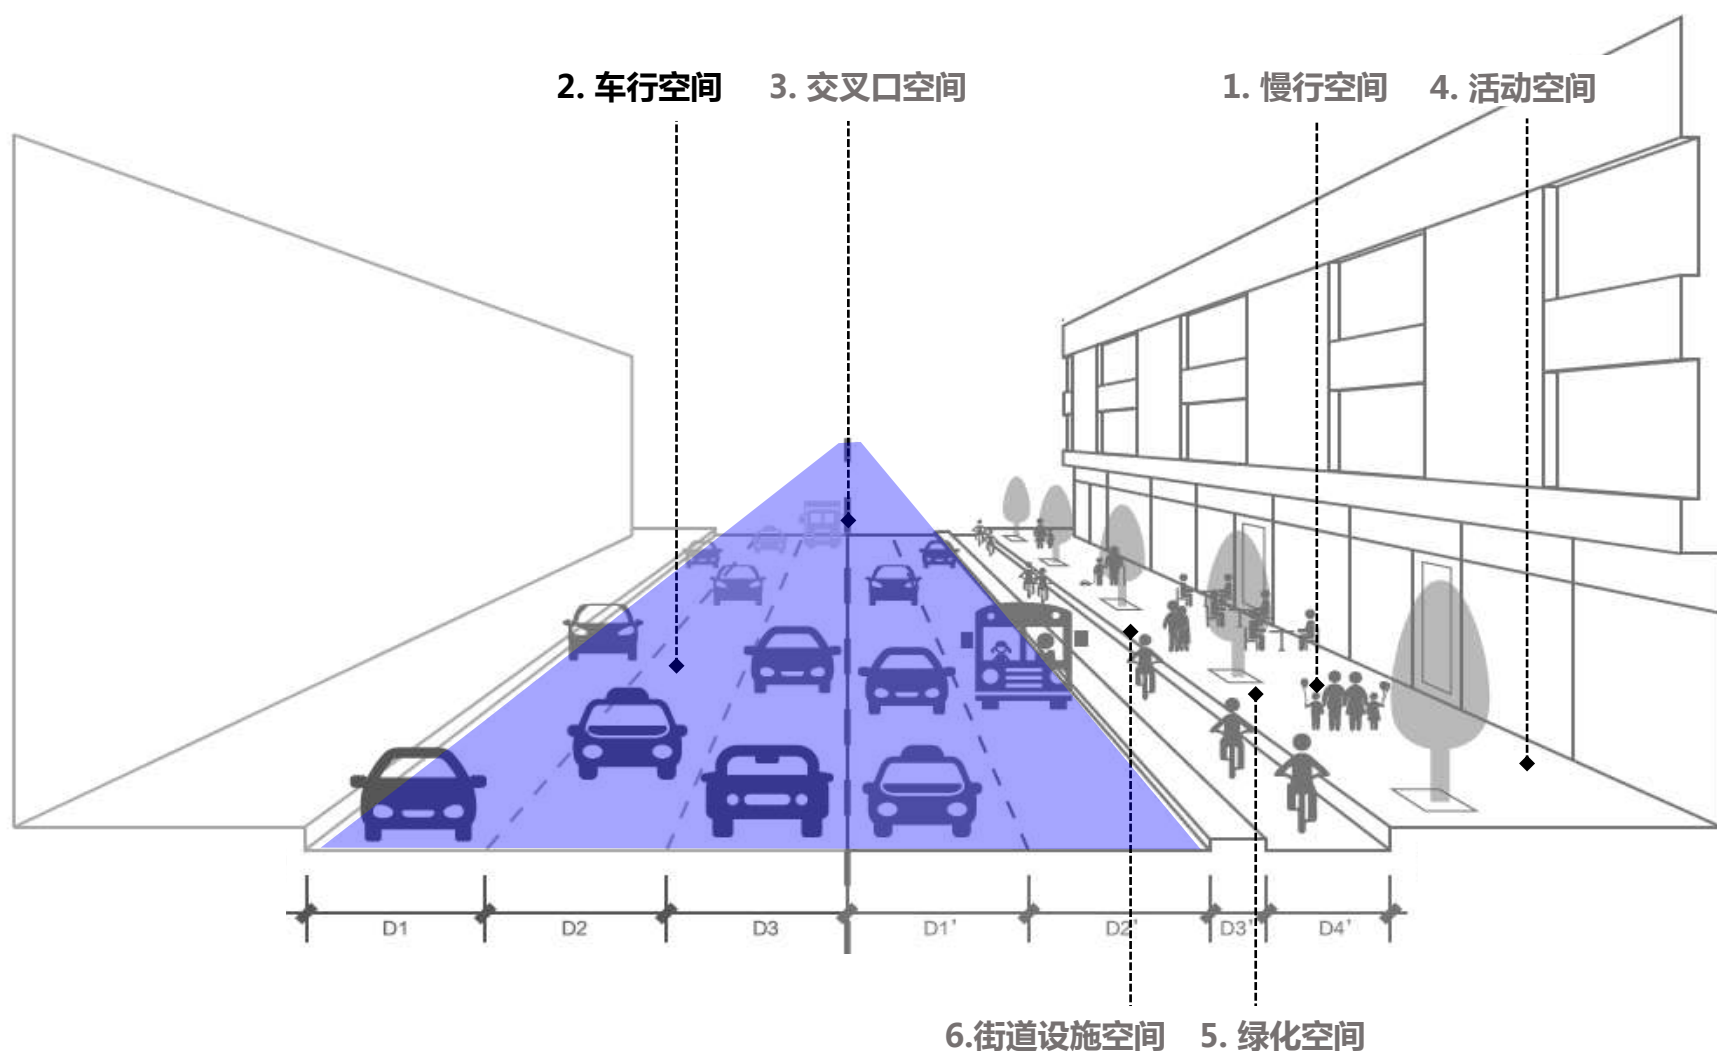 2. 车行空间
3. 交叉口空间
1. 慢行空间
4. 活动空间
D1
D2
D3
D1'
D2'
D3'
D4'
6.街道设施空间
5. 绿化空间